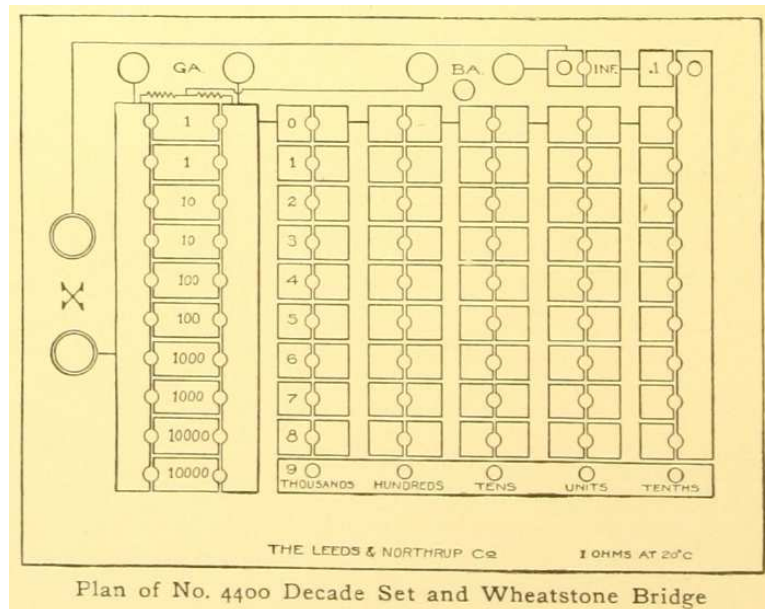 GA. BA. INF. .1
1 0
1 1
10 2
10 3
100 4
100 5
1000 6
1000 7
10000 8
10000 9
THOUSANDS HUNDREDS TENS UNITS TENTHS
X
THE LEEDS & NORTHRUP Co 1 OHMS AT 20°C
Plan of No. 4400 Decade Set and Wheatstone Bridge